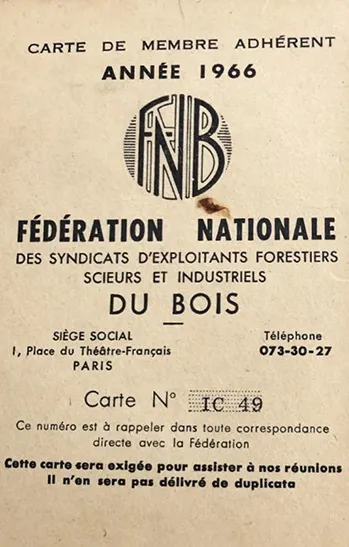 CARTE DE MEMBRE ADHÉRENT
ANNÉE 1966
FNB
FÉDÉRATION NATIONALE
DES SYNDICATS D'EXPLOITANTS FORESTIERS
SCIEURS ET INDUSTRIELS
DU BOIS
SIÈGE SOCIAL
1, Place du Théâtre-Français
PARIS
Téléphone
073-30-27
Carte N° IC 49
Ce numéro est à rappeler dans toute correspondance
directe avec la Fédération
Cette carte sera exigée pour assister à nos réunions
Il n'en sera pas délivré de duplicata